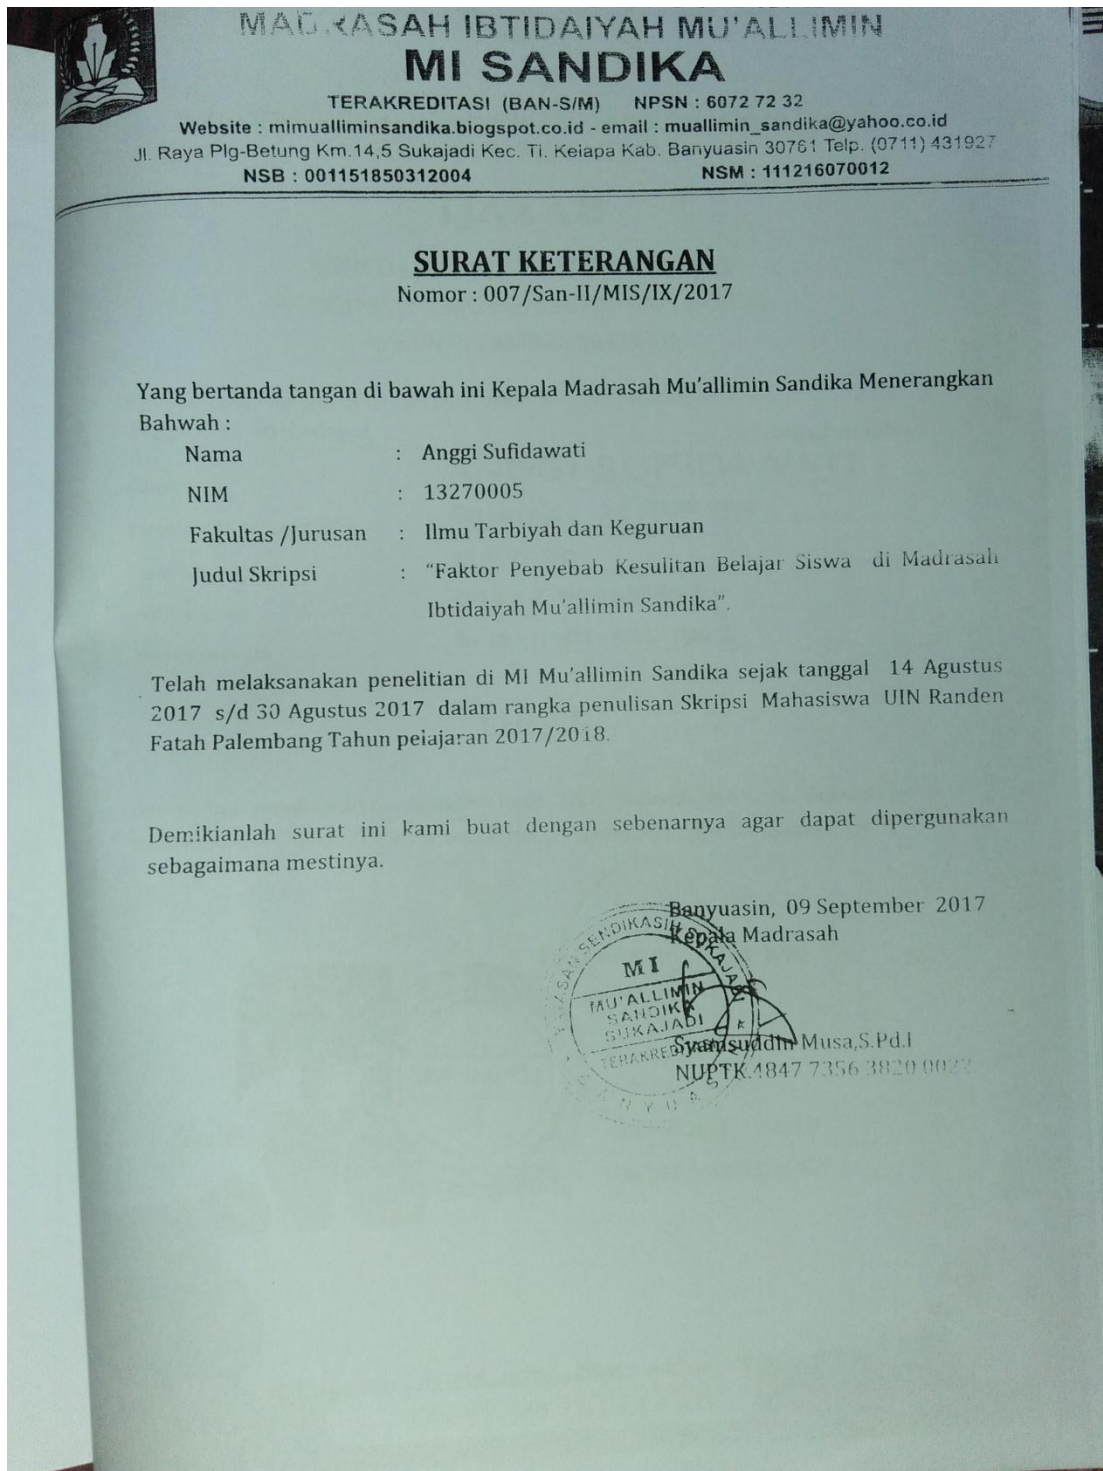 MADRASAH IBTIDAIYAH MU'ALLIMIN
MI SANDIKA
TERAKREDITASI (BAN-S/M) NPSN : 6072 72 32
Website : mimualliminsandika.biogspot.co.id - email : muallimin_sandika@yahoo.co.id
Jl. Raya Plg-Betung Km.14,5 Sukajadi Kec. Tl. Kelapa Kab. Banyuasin 30761 Telp. (0711) 431927
NSB : 001151850312004 NSM : 111216070012
SURAT KETERANGAN
Nomor : 007/San-II/MIS/IX/2017
Yang bertanda tangan di bawah ini Kepala Madrasah Mu'allimin Sandika Menerangkan
Bahwah :
Nama : Anggi Sufidawati
NIM : 13270005
Fakultas /Jurusan : Ilmu Tarbiyah dan Keguruan
Judul Skripsi : "Faktor Penyebab Kesulitan Belajar Siswa di Madrasah
Ibtidaiyah Mu'allimin Sandika".
Telah melaksanakan penelitian di MI Mu'allimin Sandika sejak tanggal 14 Agustus
2017 s/d 30 Agustus 2017 dalam rangka penulisan Skripsi Mahasiswa UIN Randen
Fatah Palembang Tahun pelajaran 2017/2018.
Demikianlah surat ini kami buat dengan sebenarnya agar dapat dipergunakan
sebagaimana mestinya.
Banyuasin, 09 September 2017
Kepala Madrasah
YAYASAN SENDIKASIH SUKAJADI
MI
MU'ALLIMIN
SANDIKA
SUKAJADI
TERAKREDITASI
BANYUASIN
Syamsuddin Musa,S.Pd.I
NUPTK.4847 7356 3820 0022